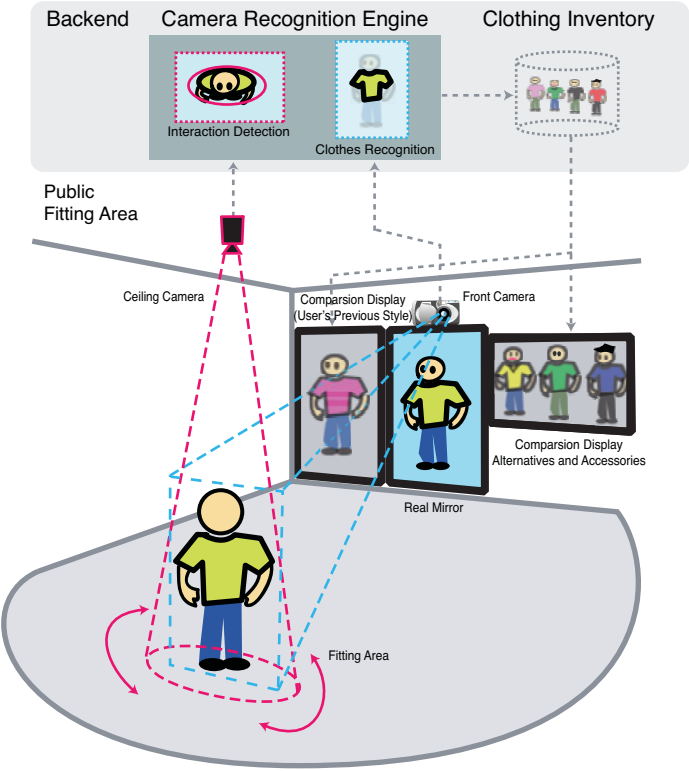 Backend
Camera Recognition Engine
Clothing Inventory
Interaction Detection
Clothes Recognition
Public
Fitting Area
Ceiling Camera
Comparsion Display
(User's Previous Style)
Front Camera
Comparsion Display
Alternatives and Accessories
Real Mirror
Fitting Area